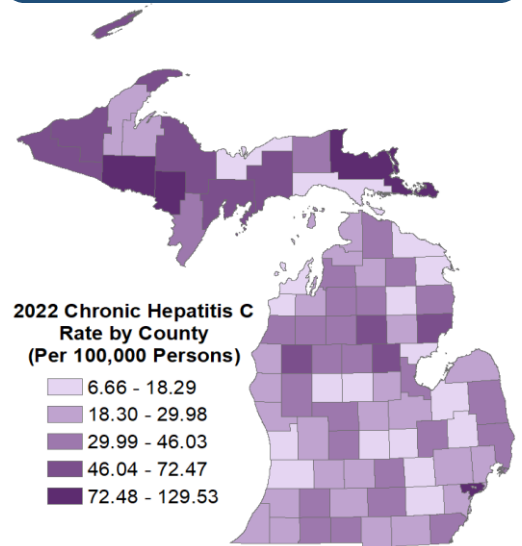 2022 Chronic Hepatitis C
Rate by County
(Per 100,000 Persons)
6.66 - 18.29
18.30 - 29.98
29.99 - 46.03
46.04 - 72.47
72.48 - 129.53